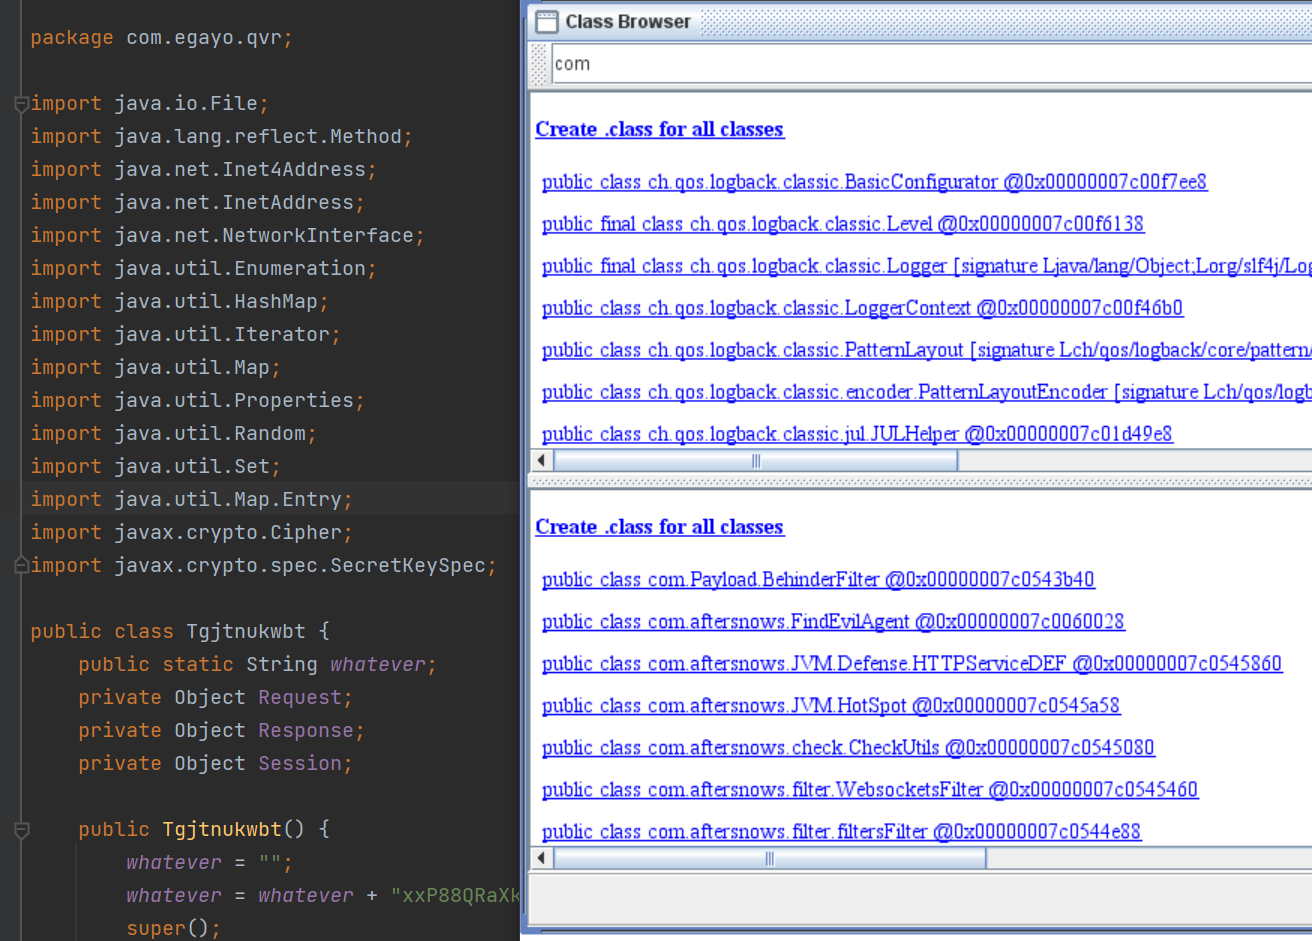 package com.egayo.qvr;
import java.io.File;
import java.lang.reflect.Method;
import java.net.Inet4Address;
import java.net.InetAddress;
import java.net.NetworkInterface;
import java.util.Enumeration;
import java.util.HashMap;
import java.util.Iterator;
import java.util.Map;
import java.util.Properties;
import java.util.Random;
import java.util.Set;
import java.util.Map.Entry;
import javax.crypto.Cipher;
import javax.crypto.spec.SecretKeySpec;
public class Tgjtnukwbt {
public static String whatever;
private Object Request;
private Object Response;
private Object Session;
public Tgjtnukwbt() {
whatever = "";
whatever = whatever + "xxP88QRaXk
super();
Class Browser
com
Create .class for all classes
public class ch.qos.logback.classic.BasicConfigurator @0x00000007c00f7ee8
public final class ch.qos.logback.classic.Level @0x00000007c00f6138
public final class ch.qos.logback.classic.Logger [signature Ljava/lang/Object;Lorg/slf4j/Log
public class ch.qos.logback.classic.LoggerContext @0x00000007c00f46b0
public class ch.qos.logback.classic.PatternLayout [signature Lch/qos/logback/core/pattern/
public class ch.qos.logback.classic.encoder.PatternLayoutEncoder [signature Lch/qos/logb
public class ch.qos.logback.classic.jul.JULHelper @0x00000007c01d49e8
Create .class for all classes
public class com.Payload.BehinderFilter @0x00000007c0543b40
public class com.aftersnows.FindEvilAgent @0x00000007c0060028
public class com.aftersnows.JVM.Defense.HTTPServiceDEF @0x00000007c0545860
public class com.aftersnows.JVM.HotSpot @0x00000007c0545a58
public class com.aftersnows.check.CheckUtils @0x00000007c0545080
public class com.aftersnows.filter.WebsocketsFilter @0x00000007c0545460
public class com.aftersnows.filter.filtersFilter @0x00000007c0544e88